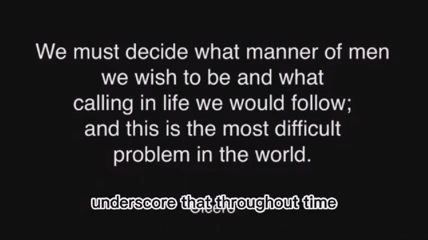 We must decide what manner of men
we wish to be and what
calling in life we would follow;
and this is the most difficult
problem in the world.
underscore that throughout time